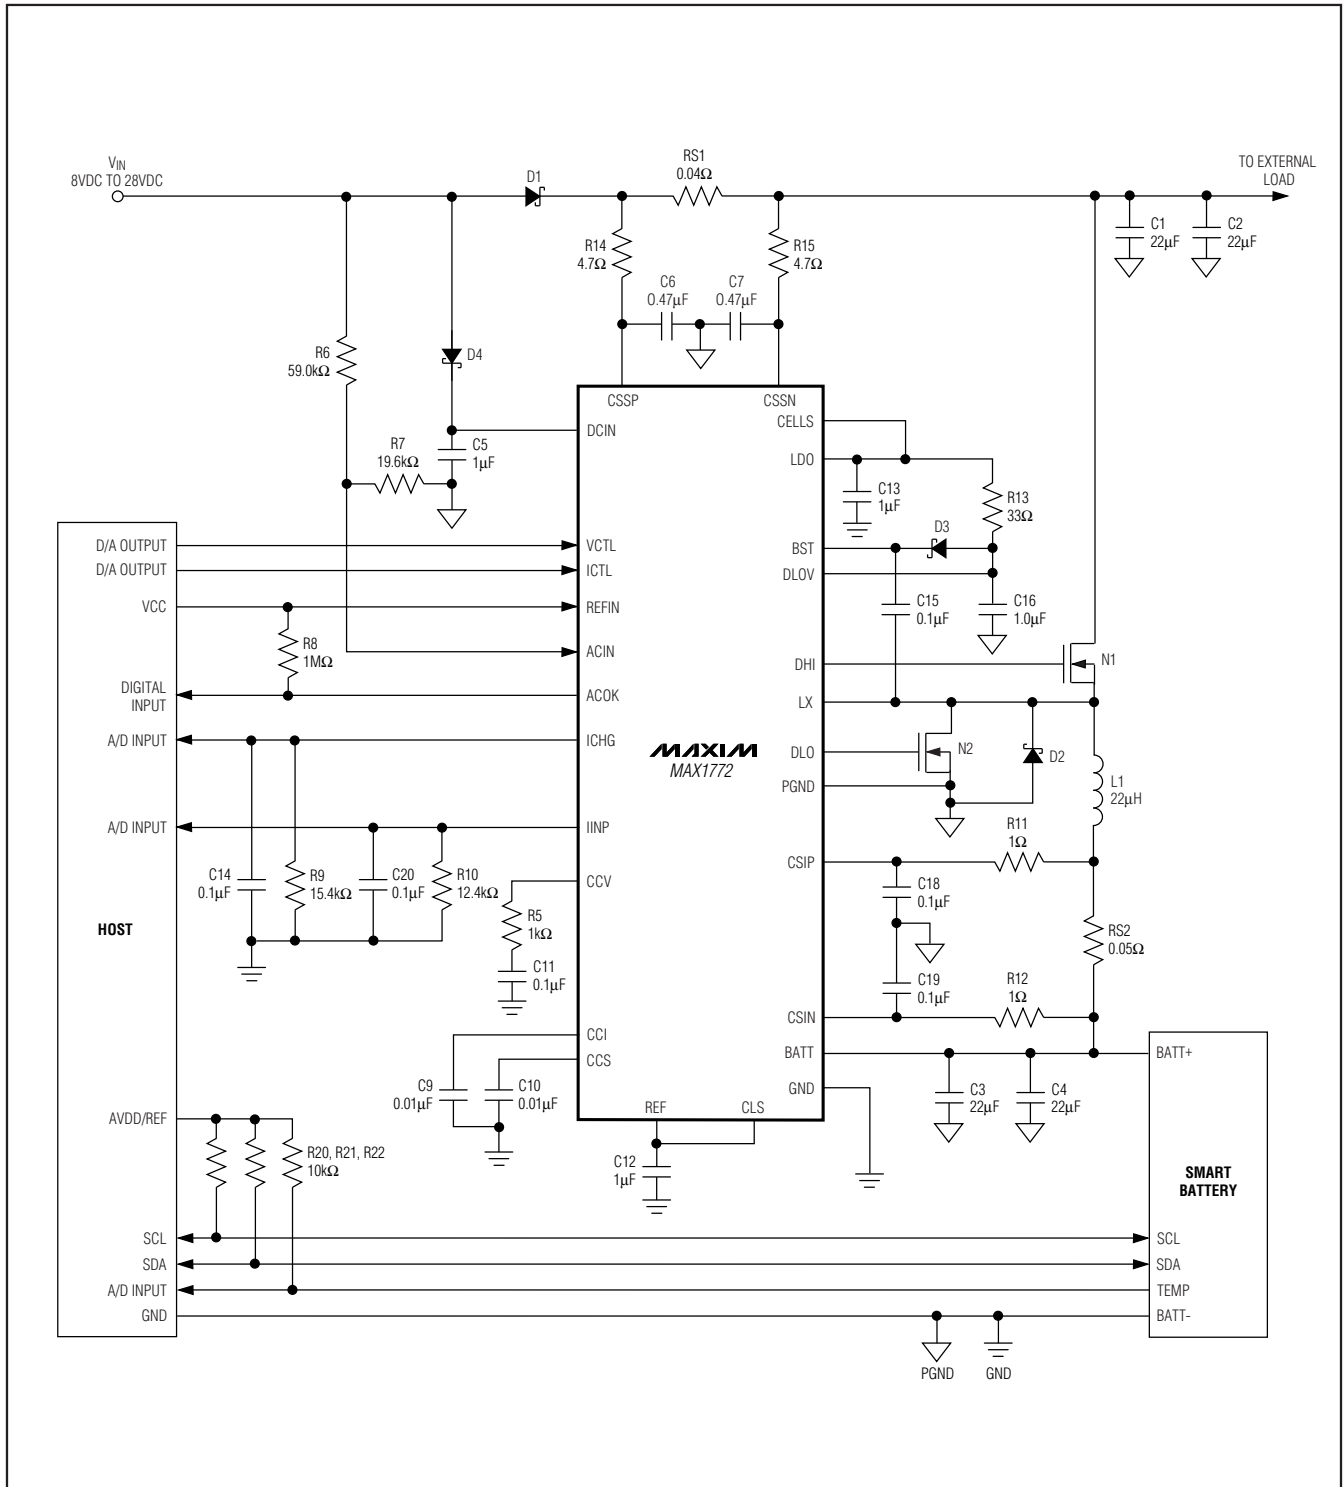 VIN
8VDC TO 28VDC
D1
RS1
0.04Ω
TO EXTERNAL
LOAD
R14
4.7Ω
R15
4.7Ω
C1
22µF
C2
22µF
C6
0.47µF
C7
0.47µF
R6
59.0kΩ
D4
CSSP
CSSN
CELLS
DCIN
LDO
R7
19.6kΩ
C5
1µF
C13
1µF
R13
33Ω
D3
D/A OUTPUT
VCTL
BST
D/A OUTPUT
ICTL
DLOV
VCC
REFIN
C15
0.1µF
C16
1.0µF
R8
1MΩ
ACIN
DHI
N1
DIGITAL
INPUT
ACOK
LX
A/D INPUT
ICHG
MAXIM
MAX1772
DLO
N2
D2
PGND
L1
22µH
A/D INPUT
IINP
R11
1Ω
CSIP
C14
0.1µF
R9
15.4kΩ
C20
0.1µF
R10
12.4kΩ
CCV
C18
0.1µF
R5
1kΩ
HOST
RS2
0.05Ω
C11
0.1µF
C19
0.1µF
R12
1Ω
CSIN
CCI
BATT
BATT+
CCS
C9
0.01µF
C10
0.01µF
GND
C3
22µF
C4
22µF
AVDD/REF
REF
CLS
R20, R21, R22
10kΩ
C12
1µF
SMART
BATTERY
SCL
SCL
SDA
SDA
A/D INPUT
TEMP
GND
BATT-
PGND
GND